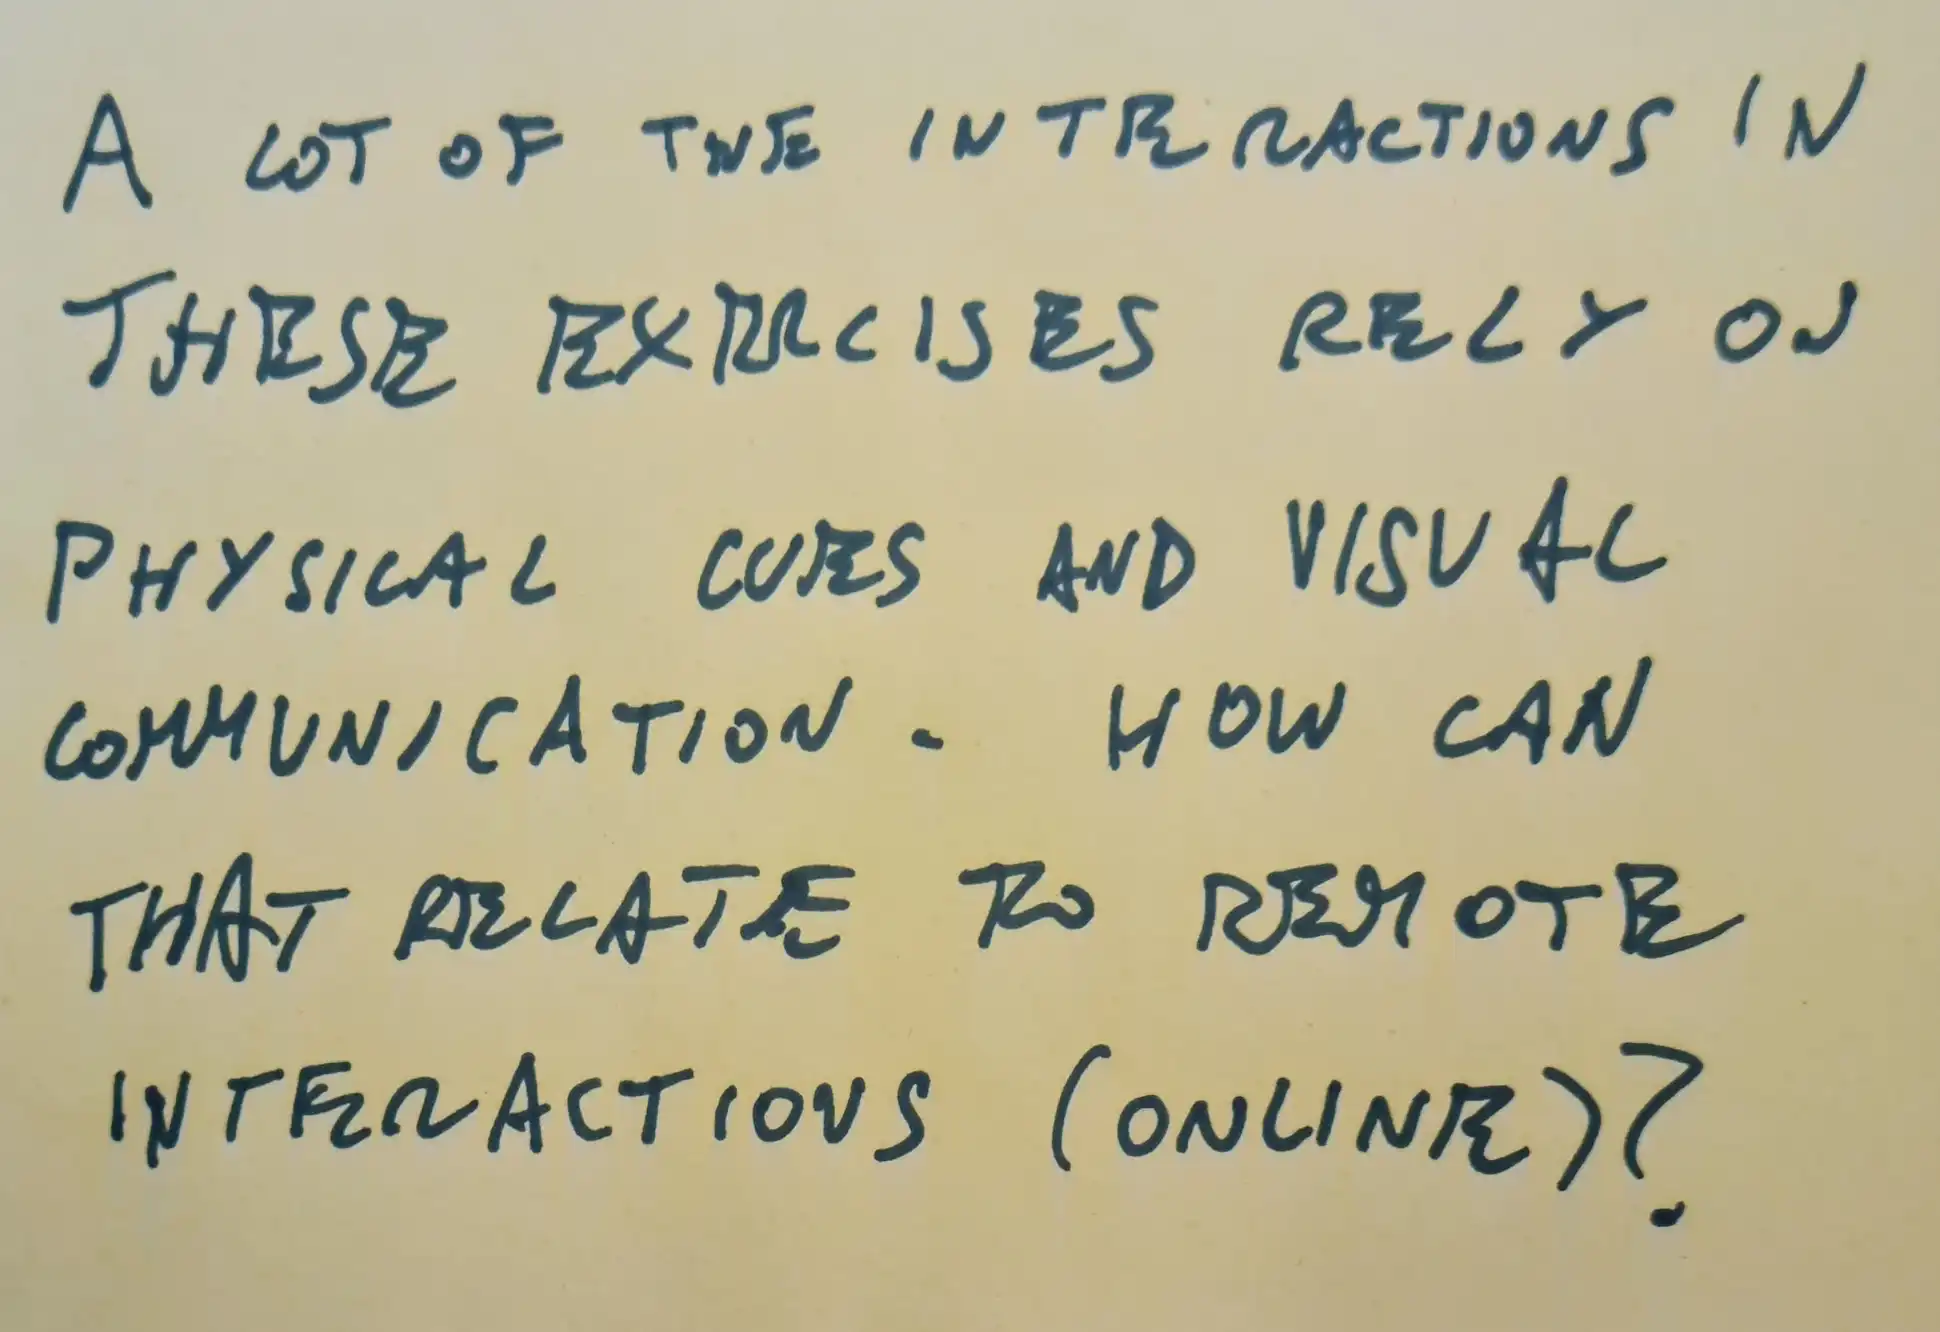 A LOT OF THE INTERACTIONS IN
THESE EXERCISES RELY ON
PHYSICAL CUES AND VISUAL
COMMUNICATION. HOW CAN
THAT RELATE TO REMOTE
INTERACTIONS (ONLINE)?